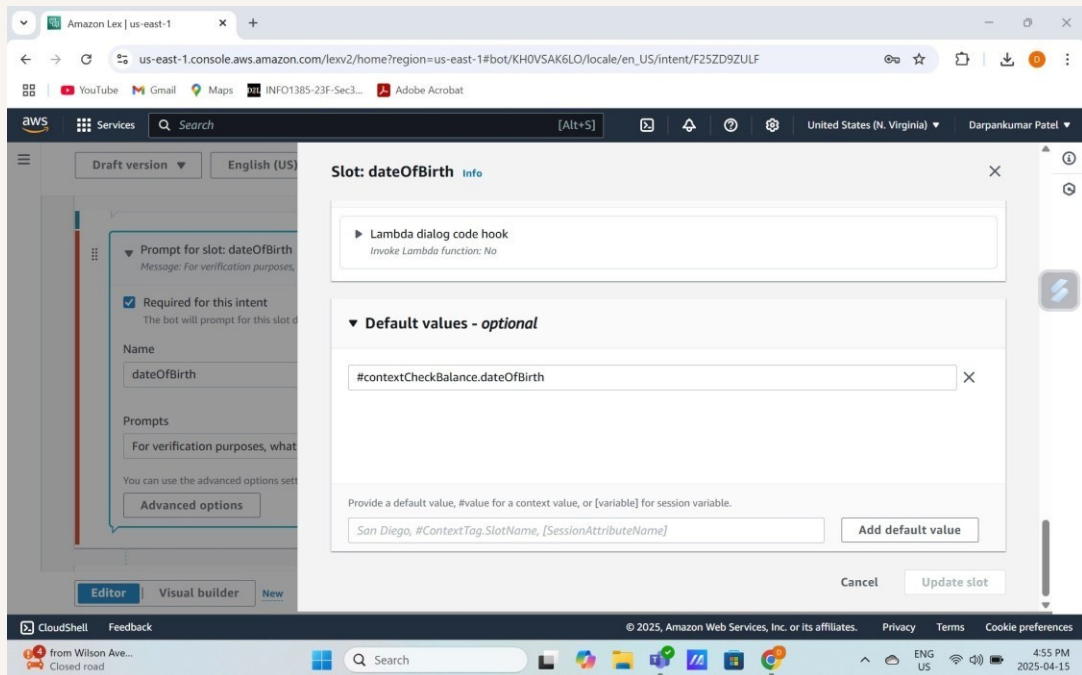 Amazon Lex | us-east-1
us-east-1.console.aws.amazon.com/lexv2/home?region=us-east-1#bot/KH0VSAK6LO/locale/en_US/intent/F25ZD9ZULF
YouTube Gmail Maps D2L INFO1385-23F-Sec3... Adobe Acrobat
aws Services Search [Alt+S] United States (N. Virginia) ▼ Darpankumar Patel ▼
Draft version ▼ English (US)
Slot: dateOfBirth Info
Lambda dialog code hook
Invoke Lambda function: No
Prompt for slot: dateOfBirth
Message: For verification purposes,
Required for this intent
The bot will prompt for this slot d
Default values - optional
Name
dateOfBirth
#contextCheckBalance.dateOfBirth
Prompts
For verification purposes, what
You can use the advanced options sett
Advanced options
Provide a default value, #value for a context value, or [variable] for session variable.
San Diego, #ContextTag.SlotName, [SessionAttributeName]
Add default value
Cancel Update slot
Editor Visual builder New
CloudShell Feedback © 2025, Amazon Web Services, Inc. or its affiliates. Privacy Terms Cookie preferences
4 from Wilson Ave...
Closed road
Search
ENG
US
4:55 PM
2025-04-15